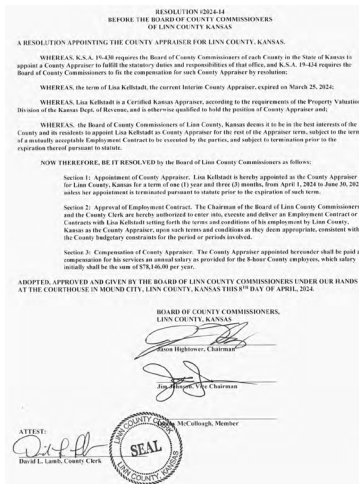 RESOLUTION #2024-14
BEFORE THE BOARD OF COUNTY COMMISSIONERS
OF LINN COUNTY KANSAS
A RESOLUTION APPOINTING THE COUNTY APPRAISER FOR LINN COUNTY, KANSAS.
WHEREAS, K.S.A. 19-430 requires the Board of County Commissioners of each County in the State of Kansas to
appoint a County Appraiser to fulfill the statutory duties and responsibilities of that office, and K.S.A. 19-434 requires the
Board of County Commissioners to fix the compensation for such County Appraiser by resolution;
WHEREAS, the term of Lisa Kellstadt, the current Interim County Appraiser, expired on March 25, 2024;
WHEREAS, Lisa Kellstadt is a Certified Kansas Appraiser, according to the requirements of the Property Valuation
Division of the Kansas Dept. of Revenue, and is otherwise qualified to hold the position of County Appraiser and;
WHEREAS, the Board of County Commissioners of Linn County, Kansas deems it to be in the best interests of the
County and its residents to appoint Lisa Kellstadt as County Appraiser for the rest of the Appraiser term, subject to the
of a mutually acceptable Employment Contract to be executed by the parties, and subject to termination prior to the
expiration thereof pursuant to statute.
NOW THEREFORE, BE IT RESOLVED by the Board of Linn County Commissioners as follows:
Section 1: Appointment of County Appraiser. Lisa Kellstadt is hereby appointed as the County Appraiser
for Linn County, Kansas for a term of one (1) year and three (3) months, from April 1, 2024 to June 30, 202
unless her appointment is terminated pursuant to statute prior to the expiration of such term.
Section 2: Approval of Employment Contract. The Chairman of the Board of Linn County Commissioners
and the County Clerk are hereby authorized to enter into, execute and deliver an Employment Contract or
Contracts with Lisa Kellstadt setting forth the terms and conditions of his employment by Linn County,
Kansas as the County Appraiser, upon such terms and conditions as they deem appropriate, consistent with
the County budgetary constraints for the period or periods involved.
Section 3: Compensation of County Appraiser. The County Appraiser appointed hereunder shall be paid a
compensation for his services an annual salary as provided for the 8-hour County employees, which salary
initially shall be the sum of $78,146.00 per year.
ADOPTED, APPROVED AND GIVEN BY THE BOARD OF LINN COUNTY COMMISSIONERS UNDER OUR HANDS
AT THE COURTHOUSE IN MOUND CITY, LINN COUNTY, KANSAS THIS 8TH DAY OF APRIL, 2024.
BOARD OF COUNTY COMMISSIONERS,
LINN COUNTY, KANSAS
Jason Hightower, Chairman
Jim Johnson, Vice Chairman
McCollough, Member
ATTEST:
David L. Lamb, County Clerk
LINN COUNTY CLERK
SEAL
LINN COUNTY, KANSAS